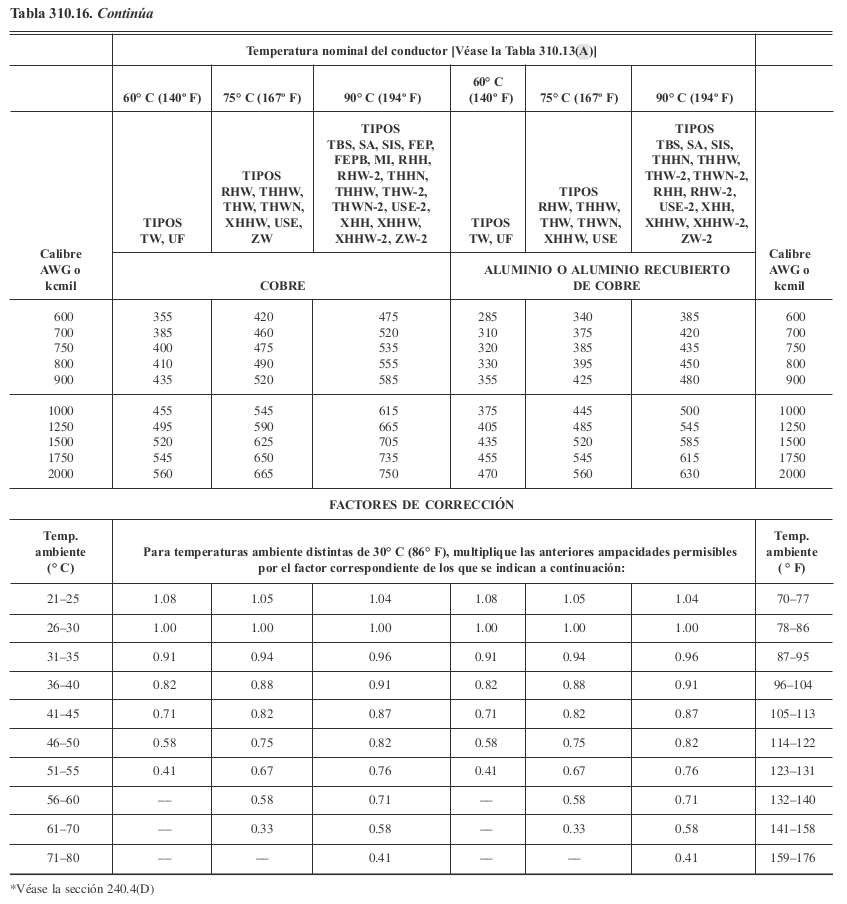 Tabla 310.16. Continúa
Temperatura nominal del conductor [Véase la Tabla 310.13(A)]
60° C (140° F) 75° C (167° F) 90° C (194° F) 60° C (140° F) 75° C (167° F) 90° C (194° F)
Calibre
AWG o
kcmil
TIPOS
TW, UF
TIPOS
RHW, THHW,
THW, THWN,
XHHW, USE,
ZW
TIPOS
TBS, SA, SIS, FEP,
FEPB, MI, RHH,
RHW-2, THHN,
THHW, THW-2,
THWN-2, USE-2,
XHH, XHHW,
XHHW-2, ZW-2
TIPOS
TW, UF
TIPOS
RHW, THHW,
THW, THWN,
XHHW, USE
TIPOS
TBS, SA, SIS,
THHN, THHW,
THW-2, THWN-2,
RHH, RHW-2,
USE-2, XHH,
XHHW, XHHW-2,
ZW-2
Calibre
AWG o
kcmil
COBRE
ALUMINIO O ALUMINIO RECUBIERTO
DE COBRE
600 355 420 475 285 340 385 600
700 385 460 520 310 375 420 700
750 400 475 535 320 385 435 750
800 410 490 555 330 395 450 800
900 435 520 585 355 425 480 900
1000 455 545 615 375 445 500 1000
1250 495 590 665 405 485 545 1250
1500 520 625 705 435 520 585 1500
1750 545 650 735 455 545 615 1750
2000 560 665 750 470 560 630 2000
FACTORES DE CORRECCIÓN
Temp.
ambiente
(° C)
Para temperaturas ambiente distintas de 30° C (86° F), multiplique las anteriores ampacidades permisibles
por el factor correspondiente de los que se indican a continuación:
Temp.
ambiente
( ° F)
21–25 1.08 1.05 1.04 1.08 1.05 1.04 70–77
26–30 1.00 1.00 1.00 1.00 1.00 1.00 78–86
31–35 0.91 0.94 0.96 0.91 0.94 0.96 87–95
36–40 0.82 0.88 0.91 0.82 0.88 0.91 96–104
41–45 0.71 0.82 0.87 0.71 0.82 0.87 105–113
46–50 0.58 0.75 0.82 0.58 0.75 0.82 114–122
51–55 0.41 0.67 0.76 0.41 0.67 0.76 123–131
56–60 — 0.58 0.71 — 0.58 0.71 132–140
61–70 — 0.33 0.58 — 0.33 0.58 141–158
71–80 — — 0.41 — — 0.41 159–176
*Véase la sección 240.4(D)